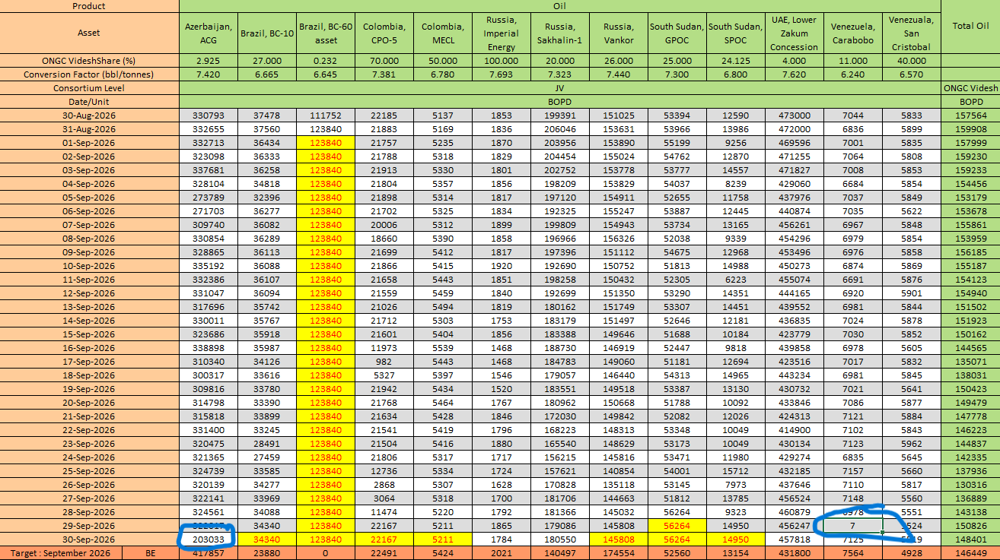 Product Oil
Asset Azerbaijan, ACG Brazil, BC-10 Brazil, BC-60 asset Colombia, CPO-5 Colombia, MECL Russia, Imperial Energy Russia, Sakhalin-1 Russia, Vankor South Sudan, GPOC South Sudan, SPOC UAE, Lower Zakum Concession Venezuela, Carabobo Venezuala, San Cristobal Total Oil
ONGC VideshShare (%) 2.925 27.000 0.232 70.000 50.000 100.000 20.000 26.000 25.000 24.125 4.000 11.000 40.000
Conversion Factor (bbl/tonnes) 7.420 6.665 6.645 7.381 6.780 7.693 7.323 7.440 7.300 6.800 7.620 6.240 6.570
Consortium Level JV ONGC Videsh
Date/Unit BOPD BOPD
30-Aug-2026 330793 37478 111752 22185 5137 1853 199391 151025 53394 12590 473000 7044 5833 157564
31-Aug-2026 332655 37560 123840 21883 5169 1836 206046 153631 53966 13986 472000 6836 5899 159908
01-Sep-2026 332713 36434 123840 21757 5235 1870 203956 153890 55199 9256 469596 7001 5835 157999
02-Sep-2026 323098 36333 123840 21788 5318 1829 204454 155024 54762 12870 471255 7064 5808 159230
03-Sep-2026 337681 36258 123840 21913 5330 1801 202752 153778 53777 14557 471827 7008 5853 159233
04-Sep-2026 328104 34818 123840 21804 5357 1856 198209 153829 54037 8239 429060 6684 5854 154456
05-Sep-2026 273789 32396 123840 21898 5314 1817 197120 154911 52655 11758 437976 7037 5849 153179
06-Sep-2026 271703 36277 123840 21702 5325 1834 192325 155247 53887 12445 440874 7035 5622 153678
07-Sep-2026 309740 36082 123840 20006 5312 1899 199809 154943 53734 13165 456261 6967 5848 155861
08-Sep-2026 330854 36289 123840 18660 5390 1858 196966 156326 52038 9339 454296 6979 5854 153959
09-Sep-2026 328865 36113 123840 21699 5412 1817 197396 151112 54675 12968 453496 6976 5858 156185
10-Sep-2026 335192 36088 123840 21866 5415 1920 192690 150752 51813 14988 450273 6874 5869 155187
11-Sep-2026 332386 36107 123840 21658 5443 1851 198258 150432 52305 6223 455074 6691 5876 154123
12-Sep-2026 331047 36094 123840 21559 5459 1840 192699 151350 53290 14351 444165 6920 5901 154940
13-Sep-2026 317696 35742 123840 21026 5494 1819 180162 151749 53307 14451 439552 6981 5844 151502
14-Sep-2026 330011 35767 123840 21712 5303 1753 183179 151497 52646 12181 436835 7024 5878 151923
15-Sep-2026 323686 35918 123840 21601 5404 1856 183388 149646 51688 10184 423779 7030 5852 150162
16-Sep-2026 338898 35987 123840 11973 5539 1468 188730 146919 52447 9818 439858 6978 5605 144565
17-Sep-2026 310340 34126 123840 982 5443 1468 184783 149060 51181 12694 423516 7017 5832 135071
18-Sep-2026 300317 33616 123840 5327 5397 1546 179057 146440 54313 14965 443234 6981 5845 138031
19-Sep-2026 309816 33780 123840 21942 5434 1520 183551 149518 53387 13130 430732 7021 5641 150423
20-Sep-2026 314798 33390 123840 21768 5464 1767 180962 150668 51788 10092 433846 7086 5877 149479
21-Sep-2026 315818 33899 123840 21634 5428 1846 172030 149842 52082 12026 424313 7121 5884 147778
22-Sep-2026 331400 33245 123840 21541 5419 1796 168223 148313 53348 10049 414900 7102 5843 146223
23-Sep-2026 320475 28491 123840 21504 5416 1880 165540 148629 53173 10049 430134 7123 5962 144837
24-Sep-2026 321365 27459 123840 21806 5317 1717 156215 145816 53471 11980 429274 6835 5645 142335
25-Sep-2026 324739 33585 123840 12736 5334 1724 157621 140854 54001 15712 432185 7157 5660 137936
26-Sep-2026 320139 34277 123840 2868 5307 1628 170828 135118 53145 7973 437646 7110 5817 130316
27-Sep-2026 322141 33969 123840 3064 5318 1700 181706 144663 51812 13785 456524 7148 5560 136889
28-Sep-2026 324561 34088 123840 11474 5220 1792 181366 145032 56264 9323 460879 6978 5551 143138
29-Sep-2026 34340 123840 22167 5211 1865 179086 145808 56264 14950 456247 7 150826
30-Sep-2026 203033 34340 123840 22167 5211 1784 180550 145808 56264 14950 457818 7125 148401
Target : September 2026 BE 417857 23880 0 22491 5424 2021 140497 174554 52560 13154 431800 7564 4928 146449